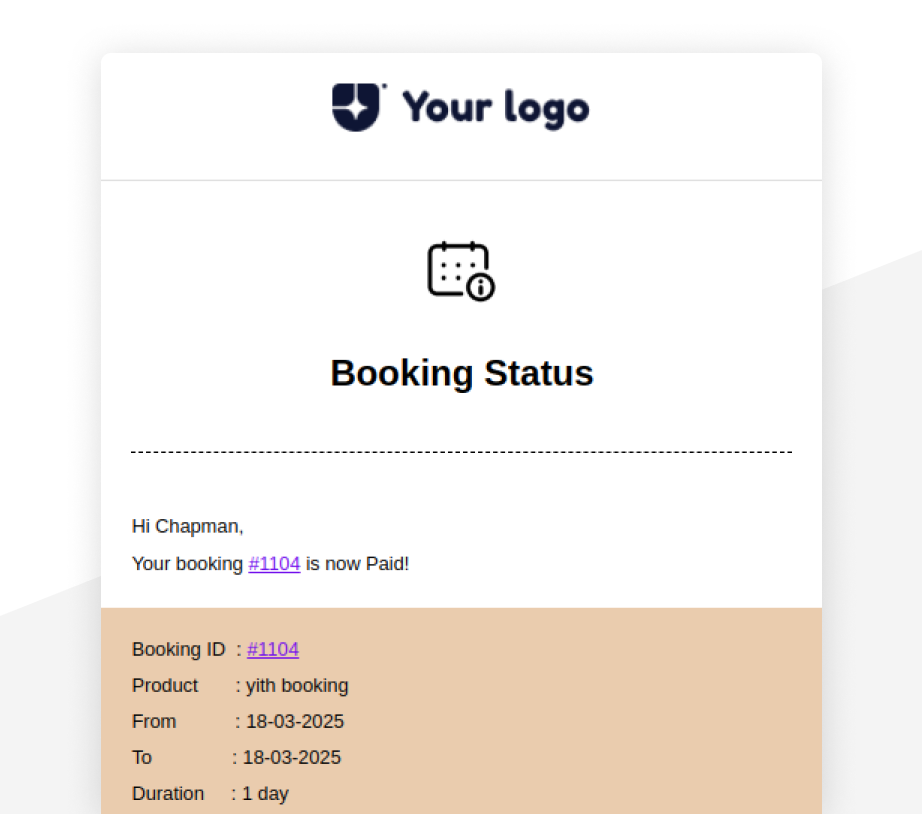 Your logo
Booking Status
Hi Chapman,
Your booking #1104 is now Paid!
Booking ID : #1104
Product : yith booking
From : 18-03-2025
To : 18-03-2025
Duration : 1 day